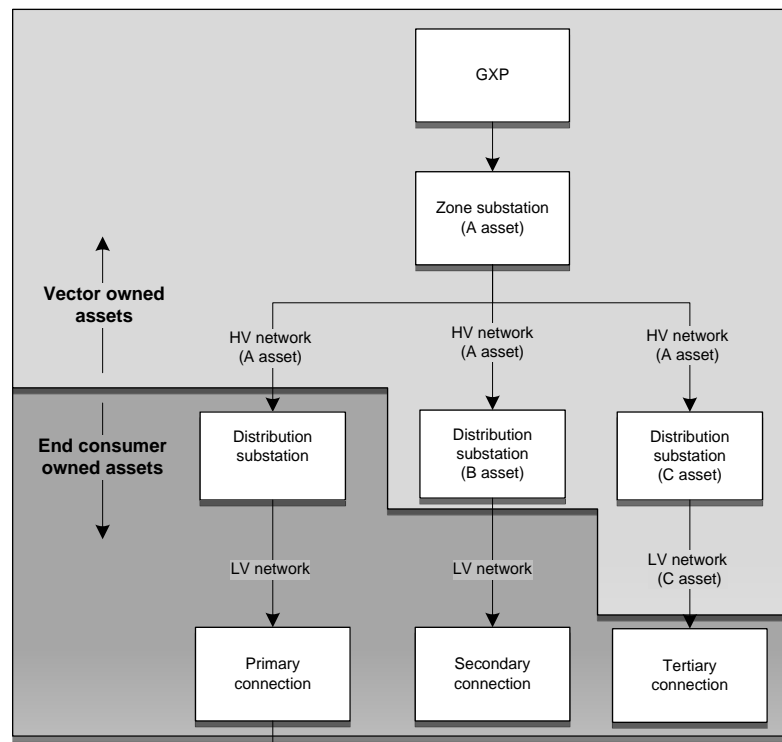 GXP
Zone substation
(A asset)
Vector owned
assets
HV network
(A asset)
HV network
(A asset)
HV network
(A asset)
End consumer
owned assets
Distribution
substation
Distribution
substation
(B asset)
Distribution
substation
(C asset)
LV network
LV network
LV network
(C asset)
Primary
connection
Secondary
connection
Tertiary
connection